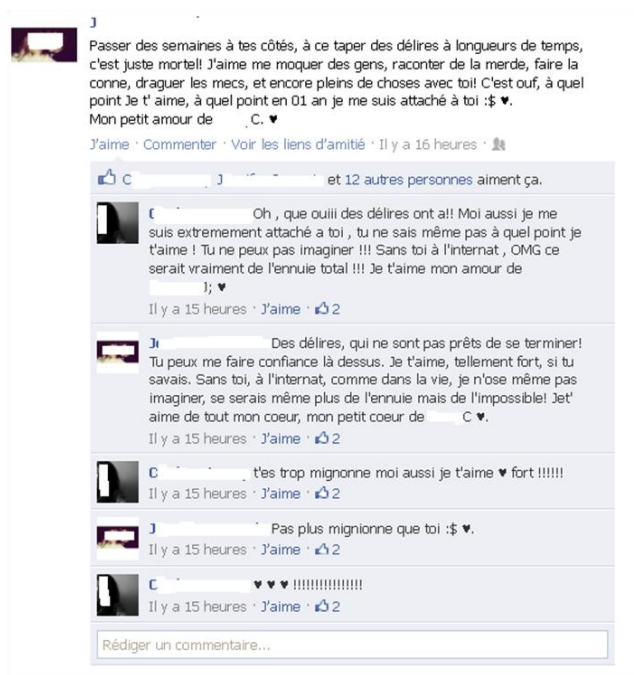 J
Passer des semaines à tes côtés, à ce taper des délires à longueurs de temps,
c'est juste mortel! J'aime me moquer des gens, raconter de la merde, faire la
conne, draguer les mecs, et encore pleins de choses avec toi! C'est ouf, à quel
point Je t' aime, à quel point en 01 an je me suis attaché à toi :$ ♥.
Mon petit amour de C. ♥
J'aime · Commenter · Voir les liens d'amitié · Il y a 16 heures ·
C J et 12 autres personnes aiment ça.
C Oh , que ouiii des délires ont a!! Moi aussi je me
suis extremement attaché a toi , tu ne sais même pas à quel point je
t'aime ! Tu ne peux pas imaginer !!! Sans toi à l'internat , OMG ce
serait vraiment de l'ennuie total !!! Je t'aime mon amour de
J; ♥
Il y a 15 heures · J'aime · 2
J Des délires, qui ne sont pas prêts de se terminer!
Tu peux me faire confiance là dessus. Je t'aime, tellement fort, si tu
savais. Sans toi, à l'internat, comme dans la vie, je n'ose même pas
imaginer, se serais même plus de l'ennuie mais de l'impossible! Jet'
aime de tout mon coeur, mon petit coeur de C ♥.
Il y a 15 heures · J'aime · 2
C t'es trop mignonne moi aussi je t'aime ♥ fort !!!!!!
Il y a 15 heures · J'aime · 2
J Pas plus mignionne que toi :$ ♥.
Il y a 15 heures · J'aime · 2
C ♥ ♥ ♥ !!!!!!!!!!!!!!!!
Il y a 15 heures · J'aime · 2
Rédiger un commentaire...